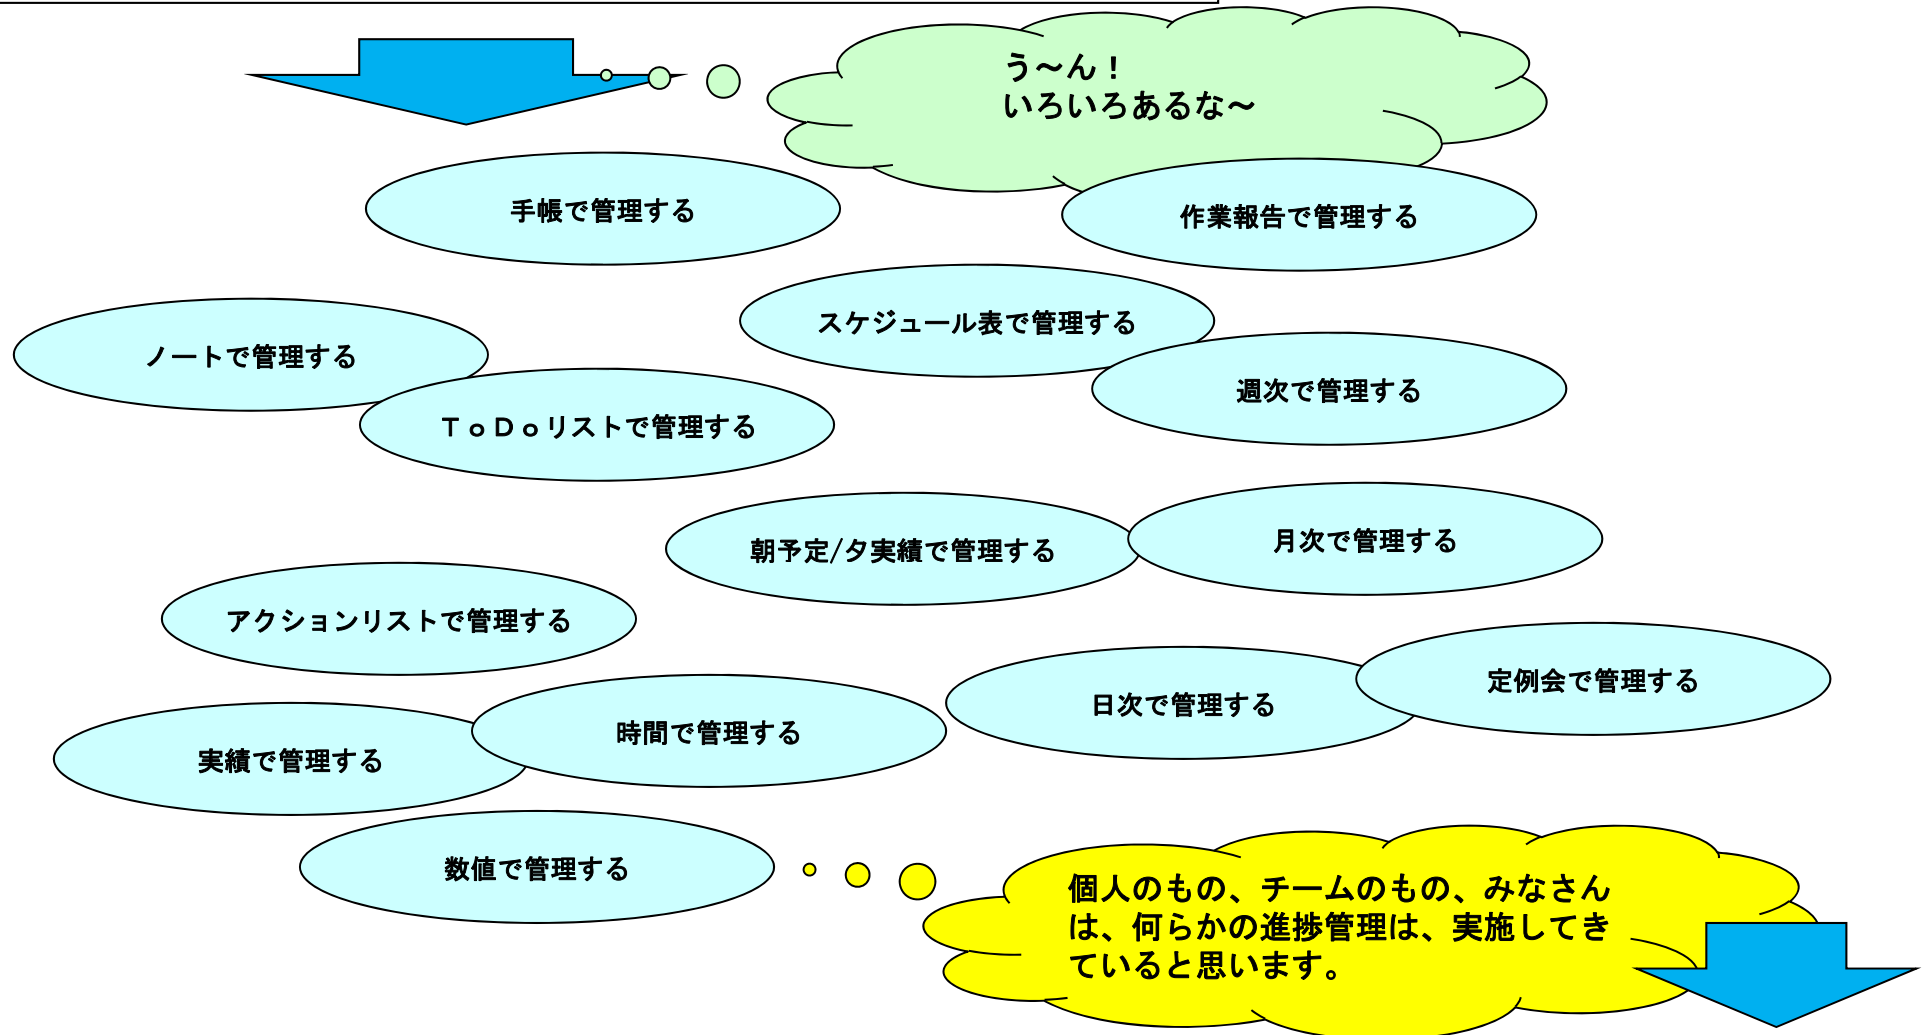 う～ん！
いろいろあるな～
手帳で管理する
作業報告で管理する
スケジュール表で管理する
ノートで管理する
週次で管理する
ＴｏＤｏリストで管理する
朝予定/夕実績で管理する
月次で管理する
アクションリストで管理する
定例会で管理する
日次で管理する
時間で管理する
実績で管理する
数値で管理する
個人のもの、チームのもの、みなさん
は、何らかの進捗管理は、実施してき
ていると思います。